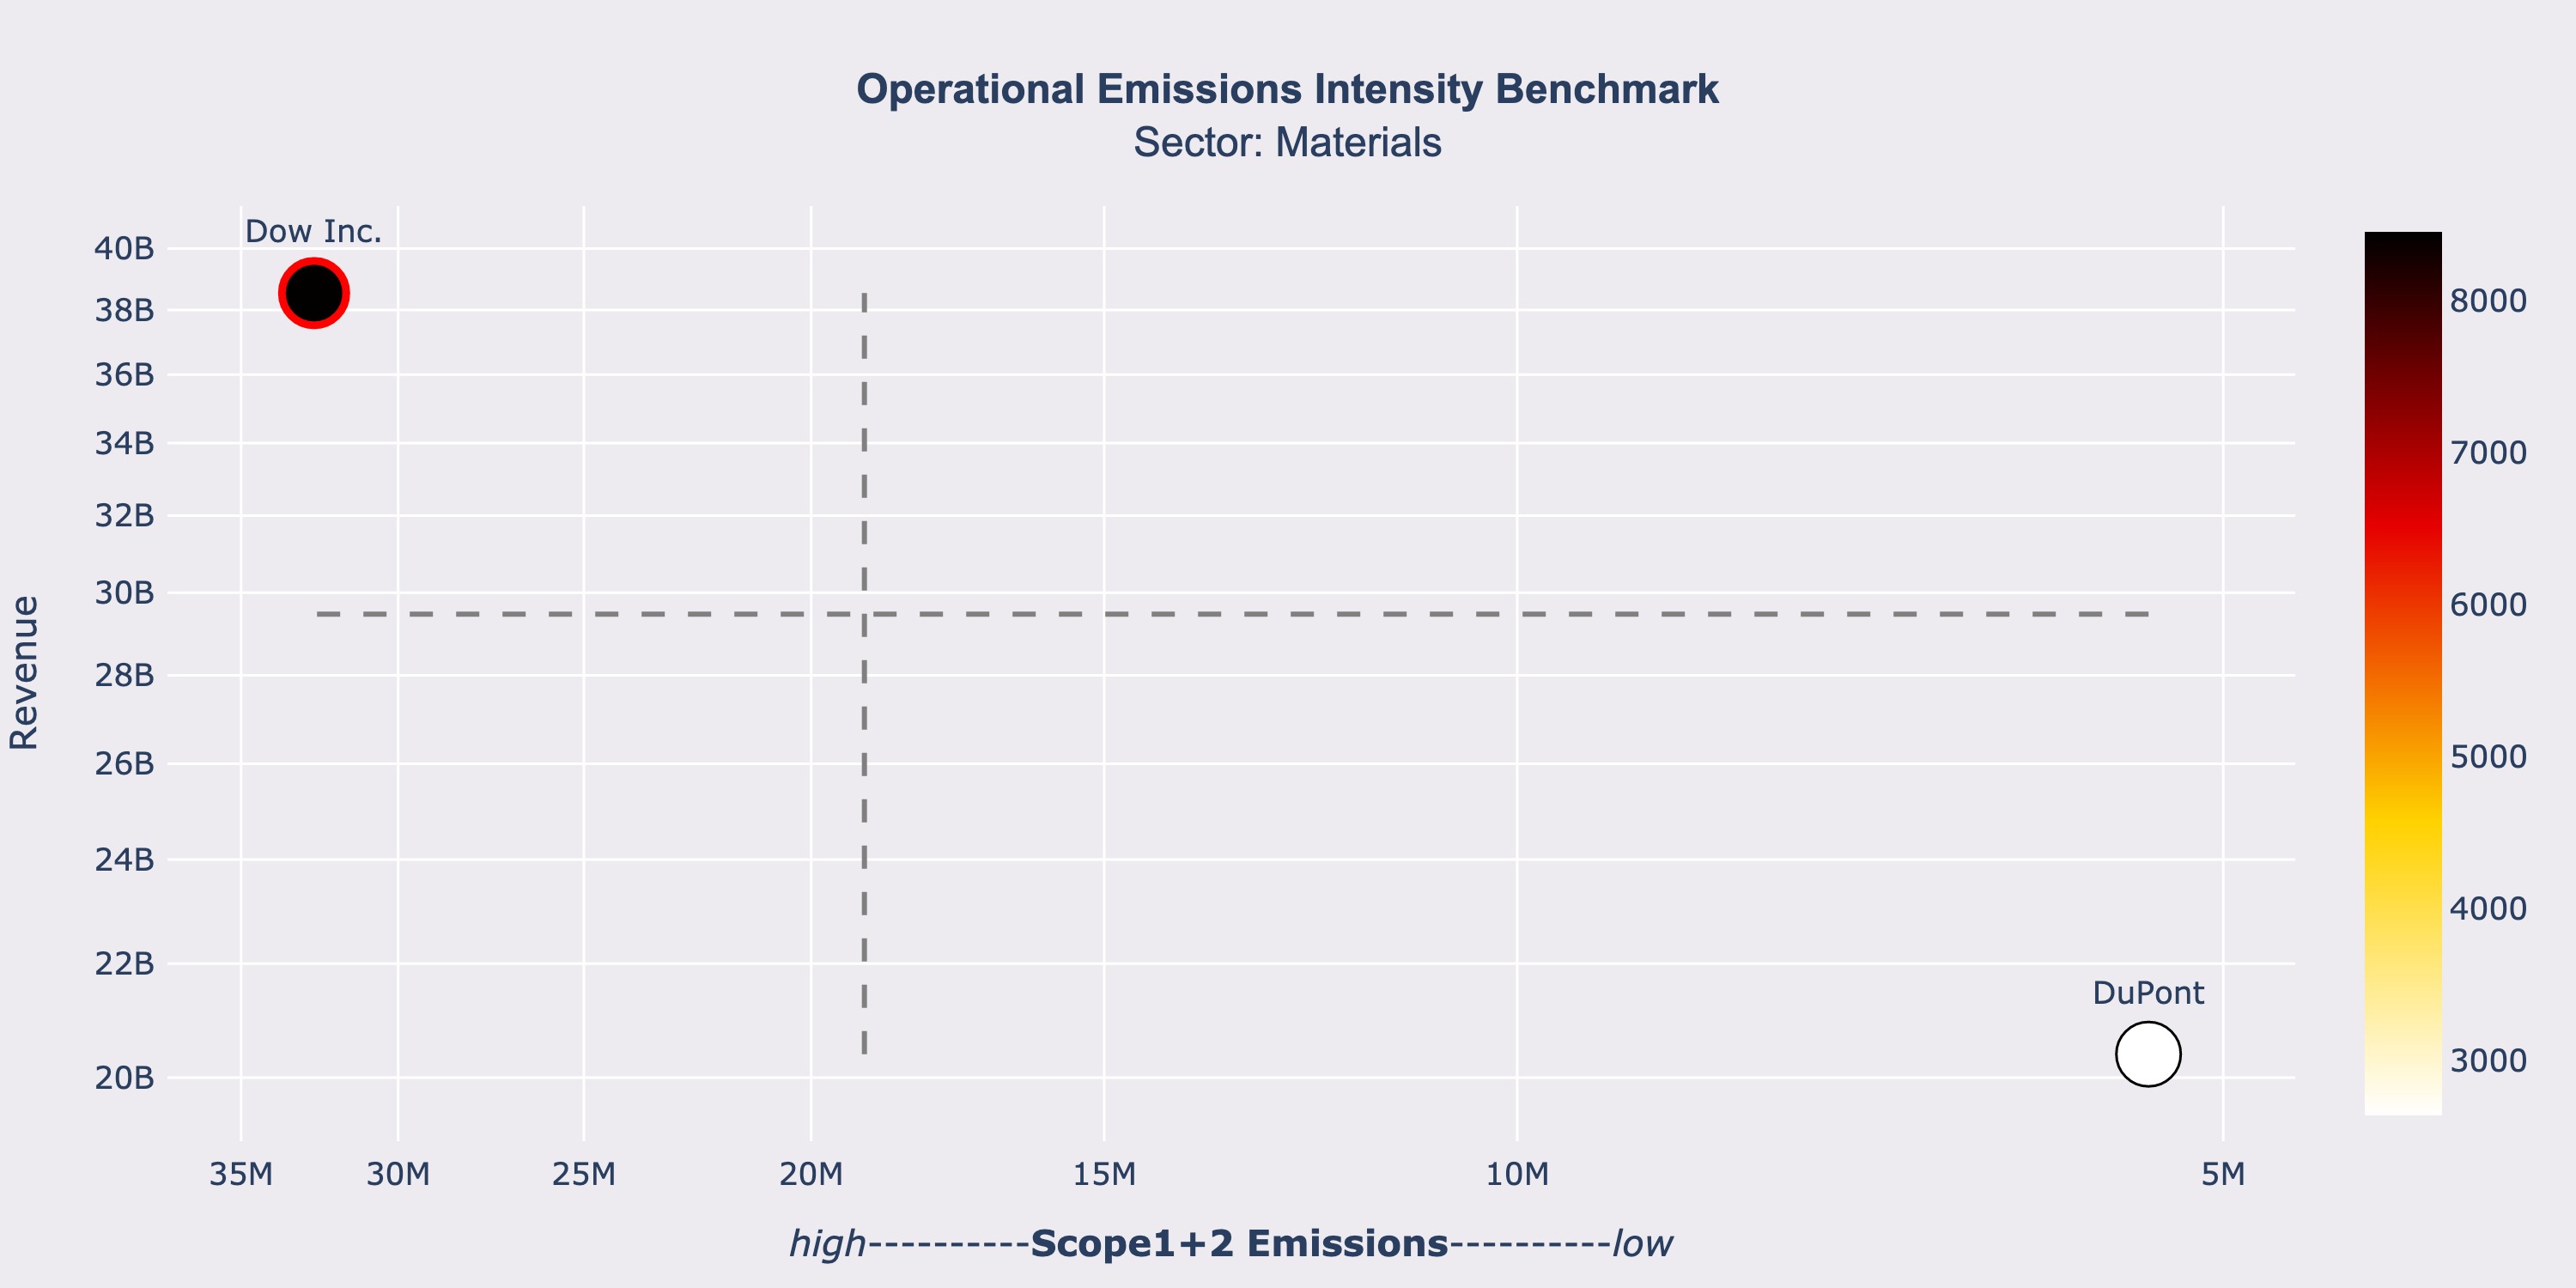 Operational Emissions Intensity Benchmark
Sector: Materials
Dow Inc.
DuPont
Revenue
40B
38B
36B
34B
32B
30B
28B
26B
24B
22B
20B
35M 30M 25M 20M 15M 10M 5M
high----------Scope1+2 Emissions----------low
8000
7000
6000
5000
4000
3000